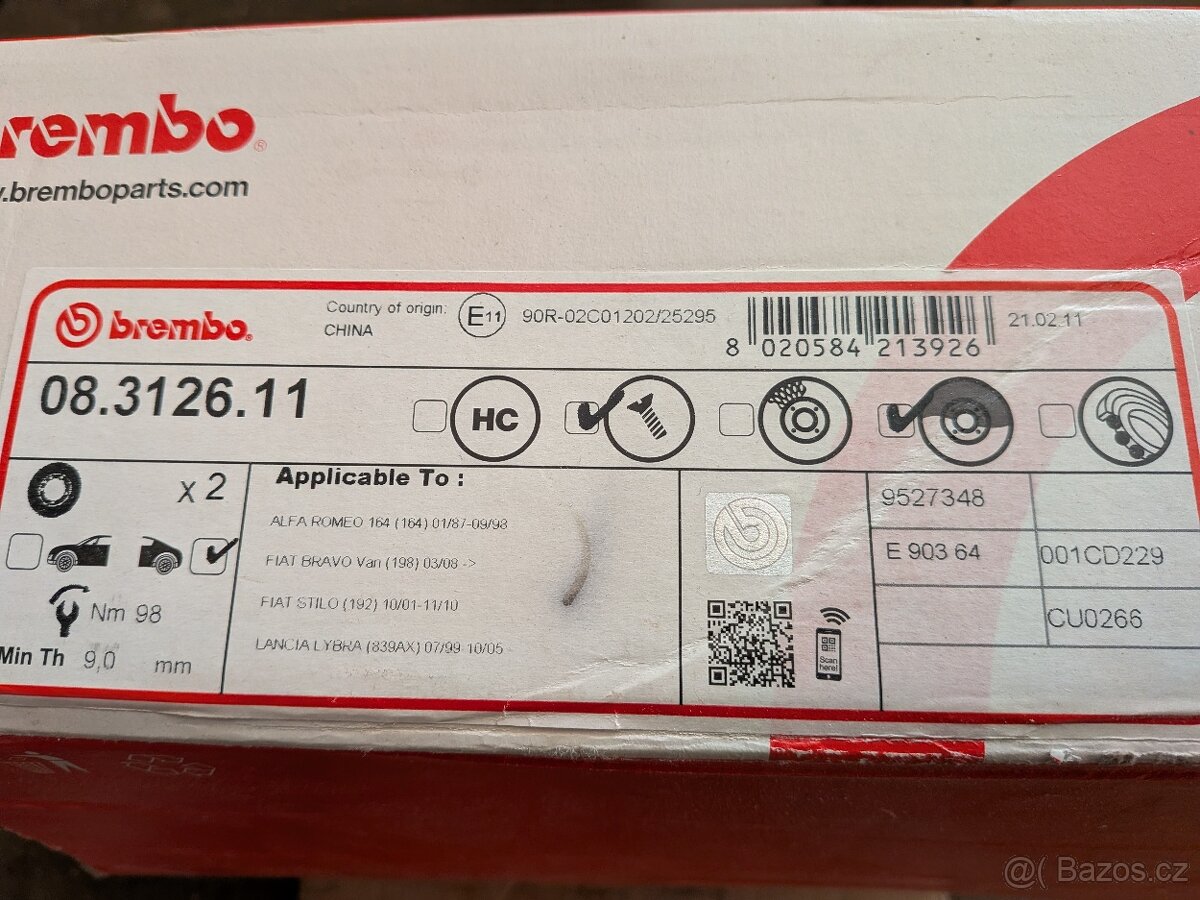 rembo®
.bremboparts.com
brembo.
Country of origin:
CHINA
E11
90R-02C01202/25295
8 020584 213926
21.02.11
08.3126.11
HC
x 2
Nm 98
Min Th 9,0 mm
Applicable To :
ALFA ROMEO 164 (164) 01/87-09/98
FIAT BRAVO Van (198) 03/08 ->
FIAT STILO (192) 10/01-11/10
LANCIA LYBRA (839AX) 07/99-10/05
Scan
here!
9527348
E 903 64
001CD229
CU0266
@( Bazos.cz